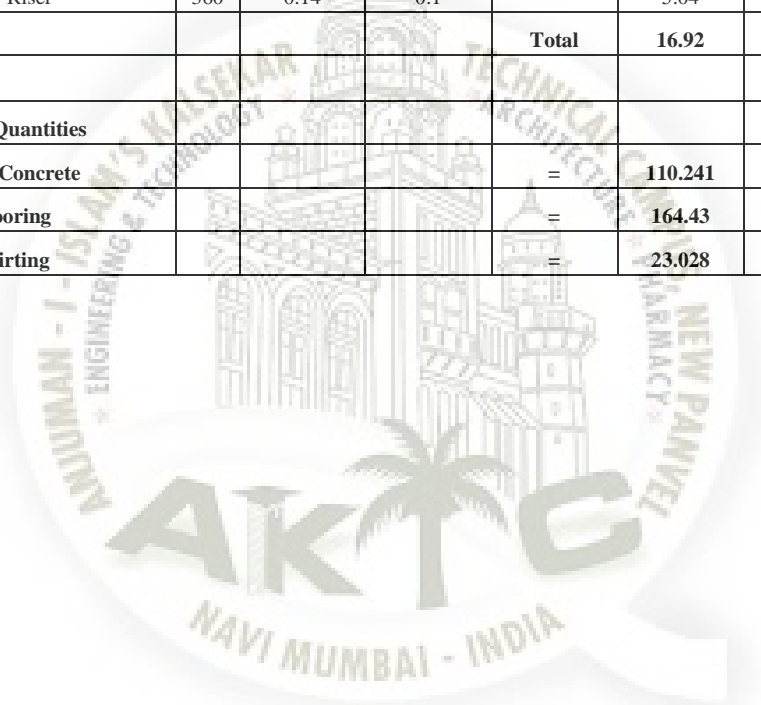 Riser 360 0.14 0.1 5.04
Total 16.92
Quantities
Concrete = 110.241
ooring = 164.43
irting = 23.028
ANJUMAN - I - ISLAM'S KALSEKAR TECHNICAL CAMPUS, NEW PANVEL
ENGINEERING & TECHNOLOGY * ARCHITECTURE * PHARMACY *
AKTC
NAVI MUMBAI - INDIA